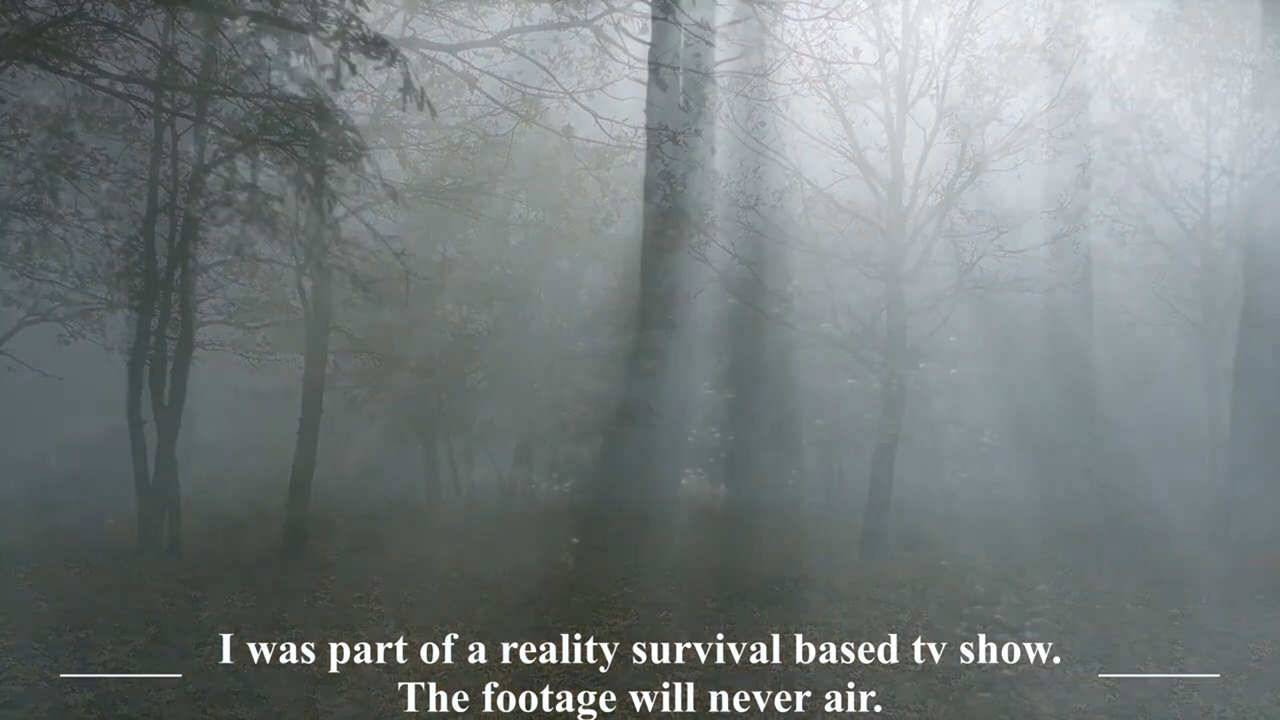 I was part of a reality survival based tv show.
The footage will never air.